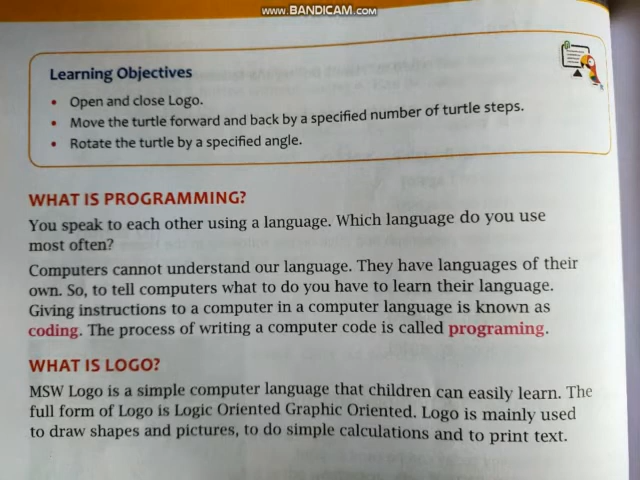 www.BANDICAM.com
Learning Objectives
• Open and close Logo.
• Move the turtle forward and back by a specified number of turtle steps.
• Rotate the turtle by a specified angle.
WHAT IS PROGRAMMING?
You speak to each other using a language. Which language do you use
most often?
Computers cannot understand our language. They have languages of their
own. So, to tell computers what to do you have to learn their language.
Giving instructions to a computer in a computer language is known as
coding. The process of writing a computer code is called programing.
WHAT IS LOGO?
MSW Logo is a simple computer language that children can easily learn. The
full form of Logo is Logic Oriented Graphic Oriented. Logo is mainly used
to draw shapes and pictures, to do simple calculations and to print text.